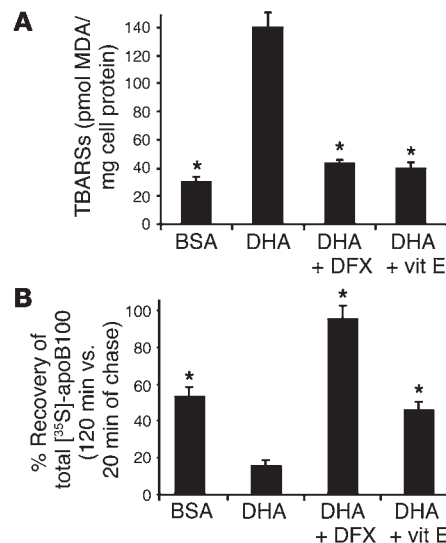 A
TBARSs (pmol MDA/
mg cell protein)
140
120
100
80
60
40
20
0
*
*
*
BSA
DHA
DHA
+ DFX
DHA
+ vit E
B
% Recovery of
total [³⁵S]-apoB100
(120 min vs.
20 min of chase)
100
80
60
40
20
0
*
*
*
BSA
DHA
DHA
+ DFX
DHA
+ vit E